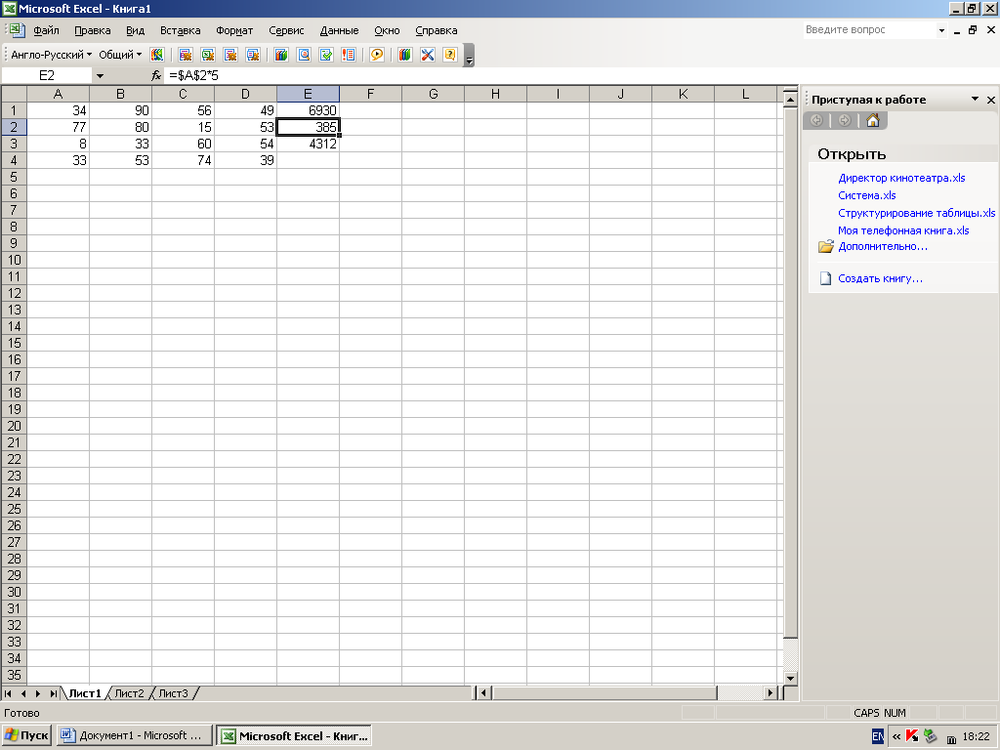 Microsoft Excel - Книга1
Файл Правка Вид Вставка Формат Сервис Данные Окно Справка Введите вопрос
Англо-Русский Общий
E2 fx =$A$2*5
A B C D E F G H I J K L
1 34 90 56 49 6930
2 77 80 15 53 385
3 8 33 60 54 4312
4 33 53 74 39
5
6
7
8
9
10
11
12
13
14
15
16
17
18
19
20
21
22
23
24
25
26
27
28
29
30
31
32
33
34
35
Приступая к работе
Открыть
Директор кинотеатра.xls
Система.xls
Структурирование таблицы.xls
Моя телефонная книга.xls
Дополнительно...
Создать книгу...
Лист1 Лист2 Лист3
Готово CAPS NUM
Пуск Документ1 - Microsoft ... Microsoft Excel - Книг... EN « 18:22